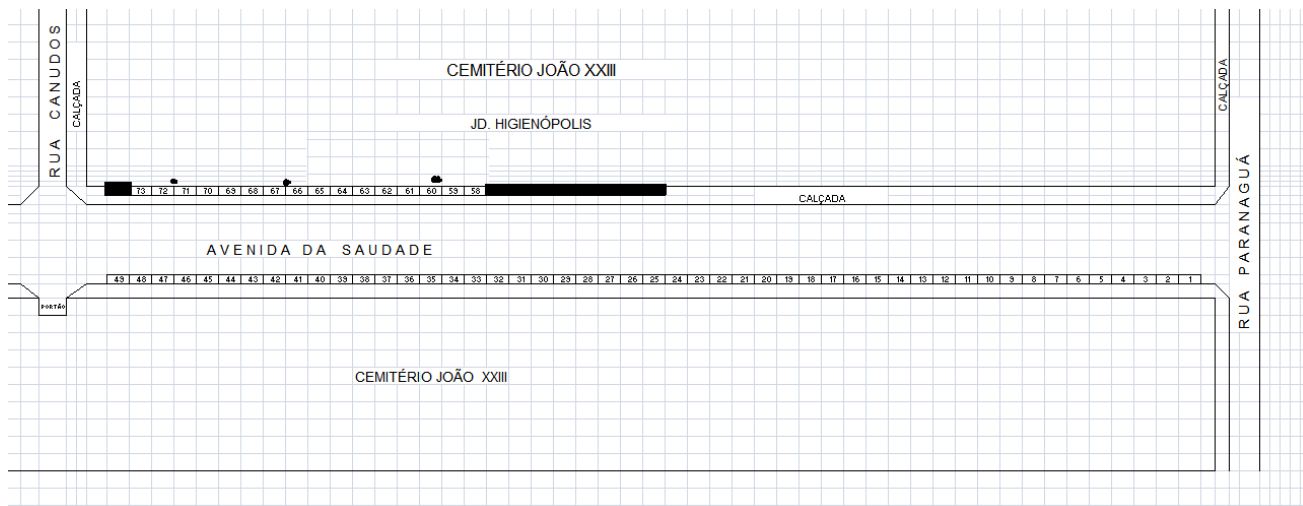 RUA CANUDOS
CALÇADA
CEMITÉRIO JOÃO XXIII
JD. HIGIENÓPOLIS
CALÇADA
73 72 71 70 69 68 67 66 65 64 63 62 61 60 59 58
CALÇADA
RUA PARANAGUÁ
AVENIDA DA SAUDADE
49 48 47 46 45 44 43 42 41 40 39 38 37 36 35 34 33 32 31 30 29 28 27 26 25 24 23 22 21 20 19 18 17 16 15 14 13 12 11 10 9 8 7 6 5 4 3 2 1
PORTÃO
CEMITÉRIO JOÃO XXIII